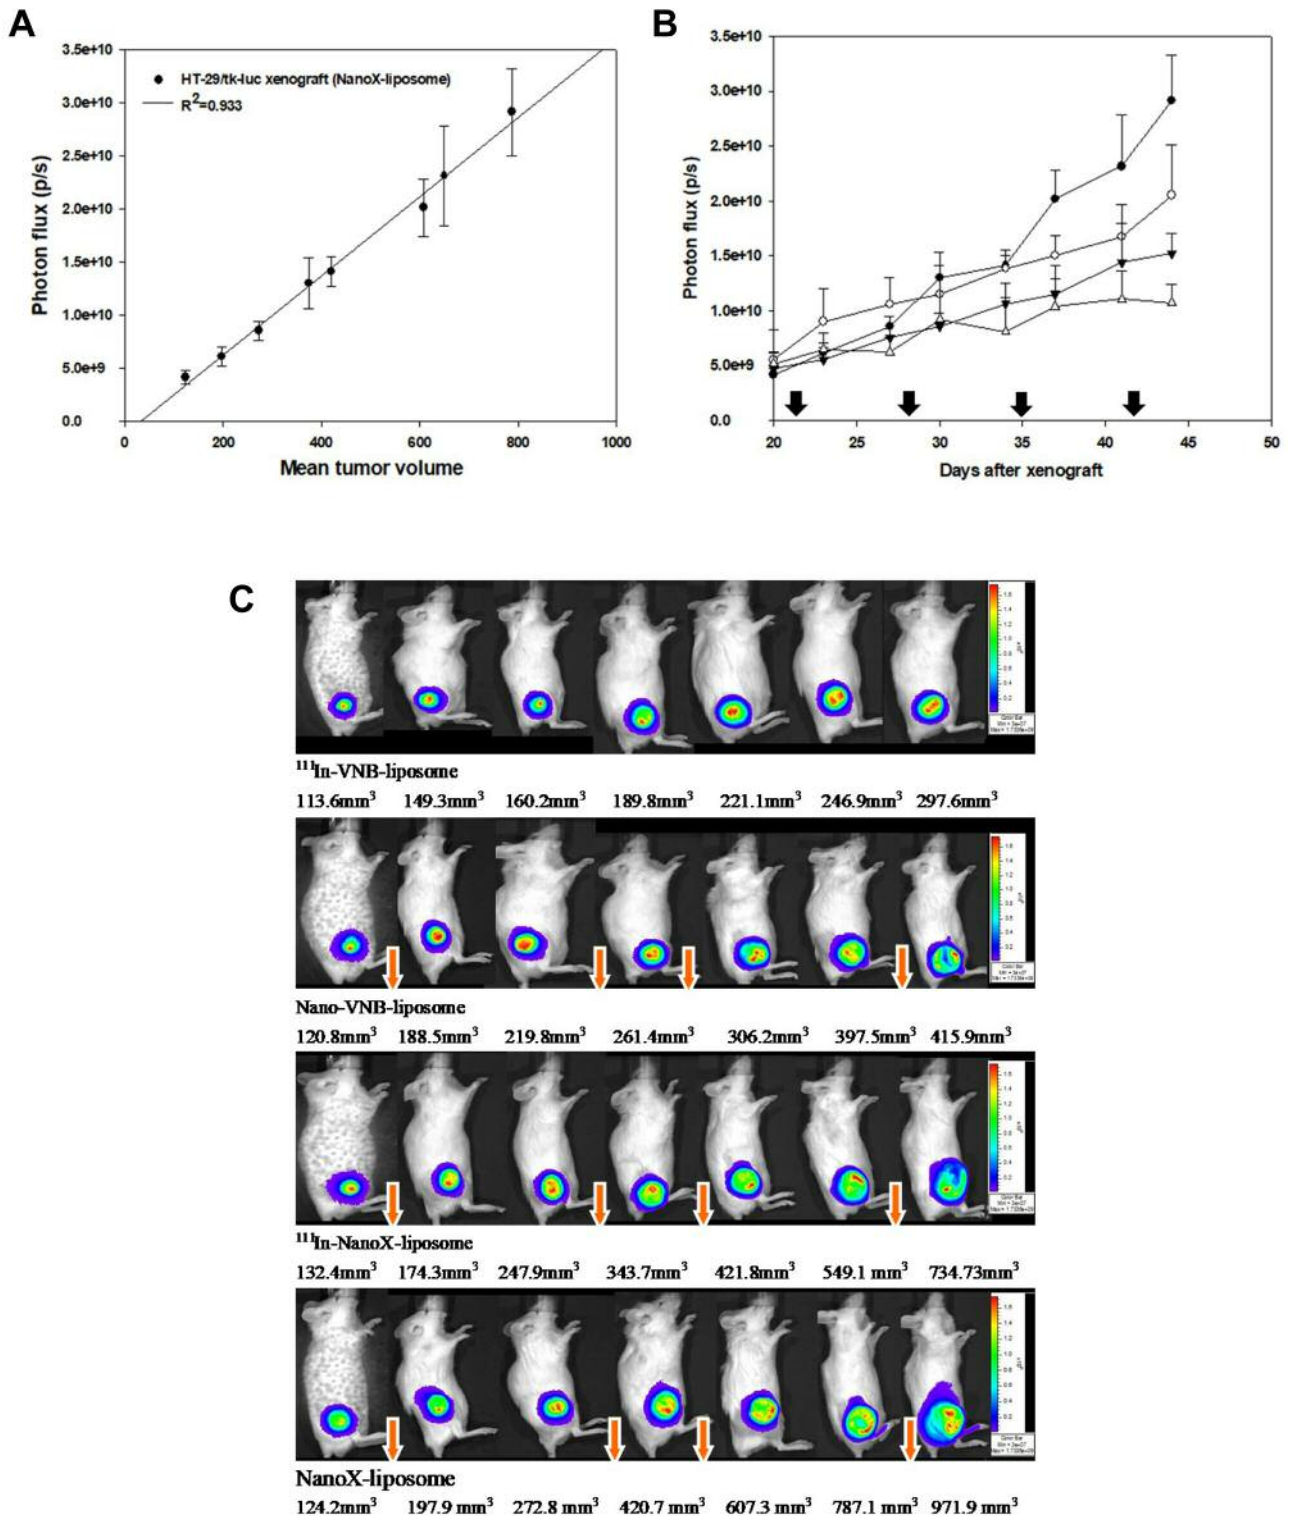 A
3.5e+10
3.0e+10
2.5e+10
2.0e+10
1.5e+10
1.0e+10
5.0e+9
0.0
Photon flux (p/s)
HT-29/tk-luc xenograft (NanoX-liposome)
R2=0.933
0 200 400 600 800 1000
Mean tumor volume
B
3.5e+10
3.0e+10
2.5e+10
2.0e+10
1.5e+10
1.0e+10
5.0e+9
0.0
Photon flux (p/s)
20 25 30 35 40 45 50
Days after xenograft
C
111In-VNB-liposome
113.6mm3 149.3mm3 160.2mm3 189.8mm3 221.1mm3 246.9mm3 297.6mm3
Nano-VNB-liposome
120.8mm3 188.5mm3 219.8mm3 261.4mm3 306.2mm3 397.5mm3 415.9mm3
111In-NanoX-liposome
132.4mm3 174.3mm3 247.9mm3 343.7mm3 421.8mm3 549.1 mm3 734.73mm3
NanoX-liposome
124.2mm3 197.9 mm3 272.8 mm3 420.7 mm3 607.3 mm3 787.1 mm3 971.9 mm3